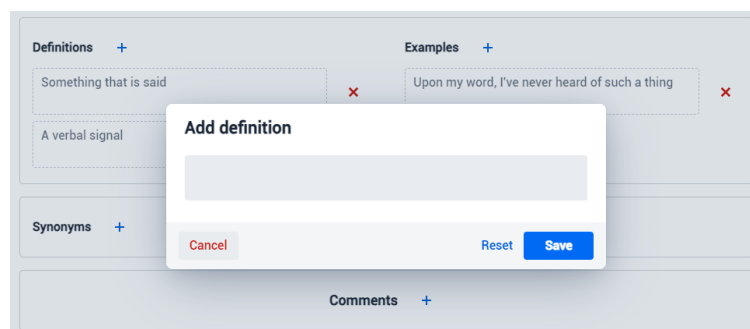 Definitions +
Examples +
Something that is said
Upon my word, I've never heard of such a thing
A verbal signal
Add definition
Cancel
Reset
Save
Synonyms +
Comments +